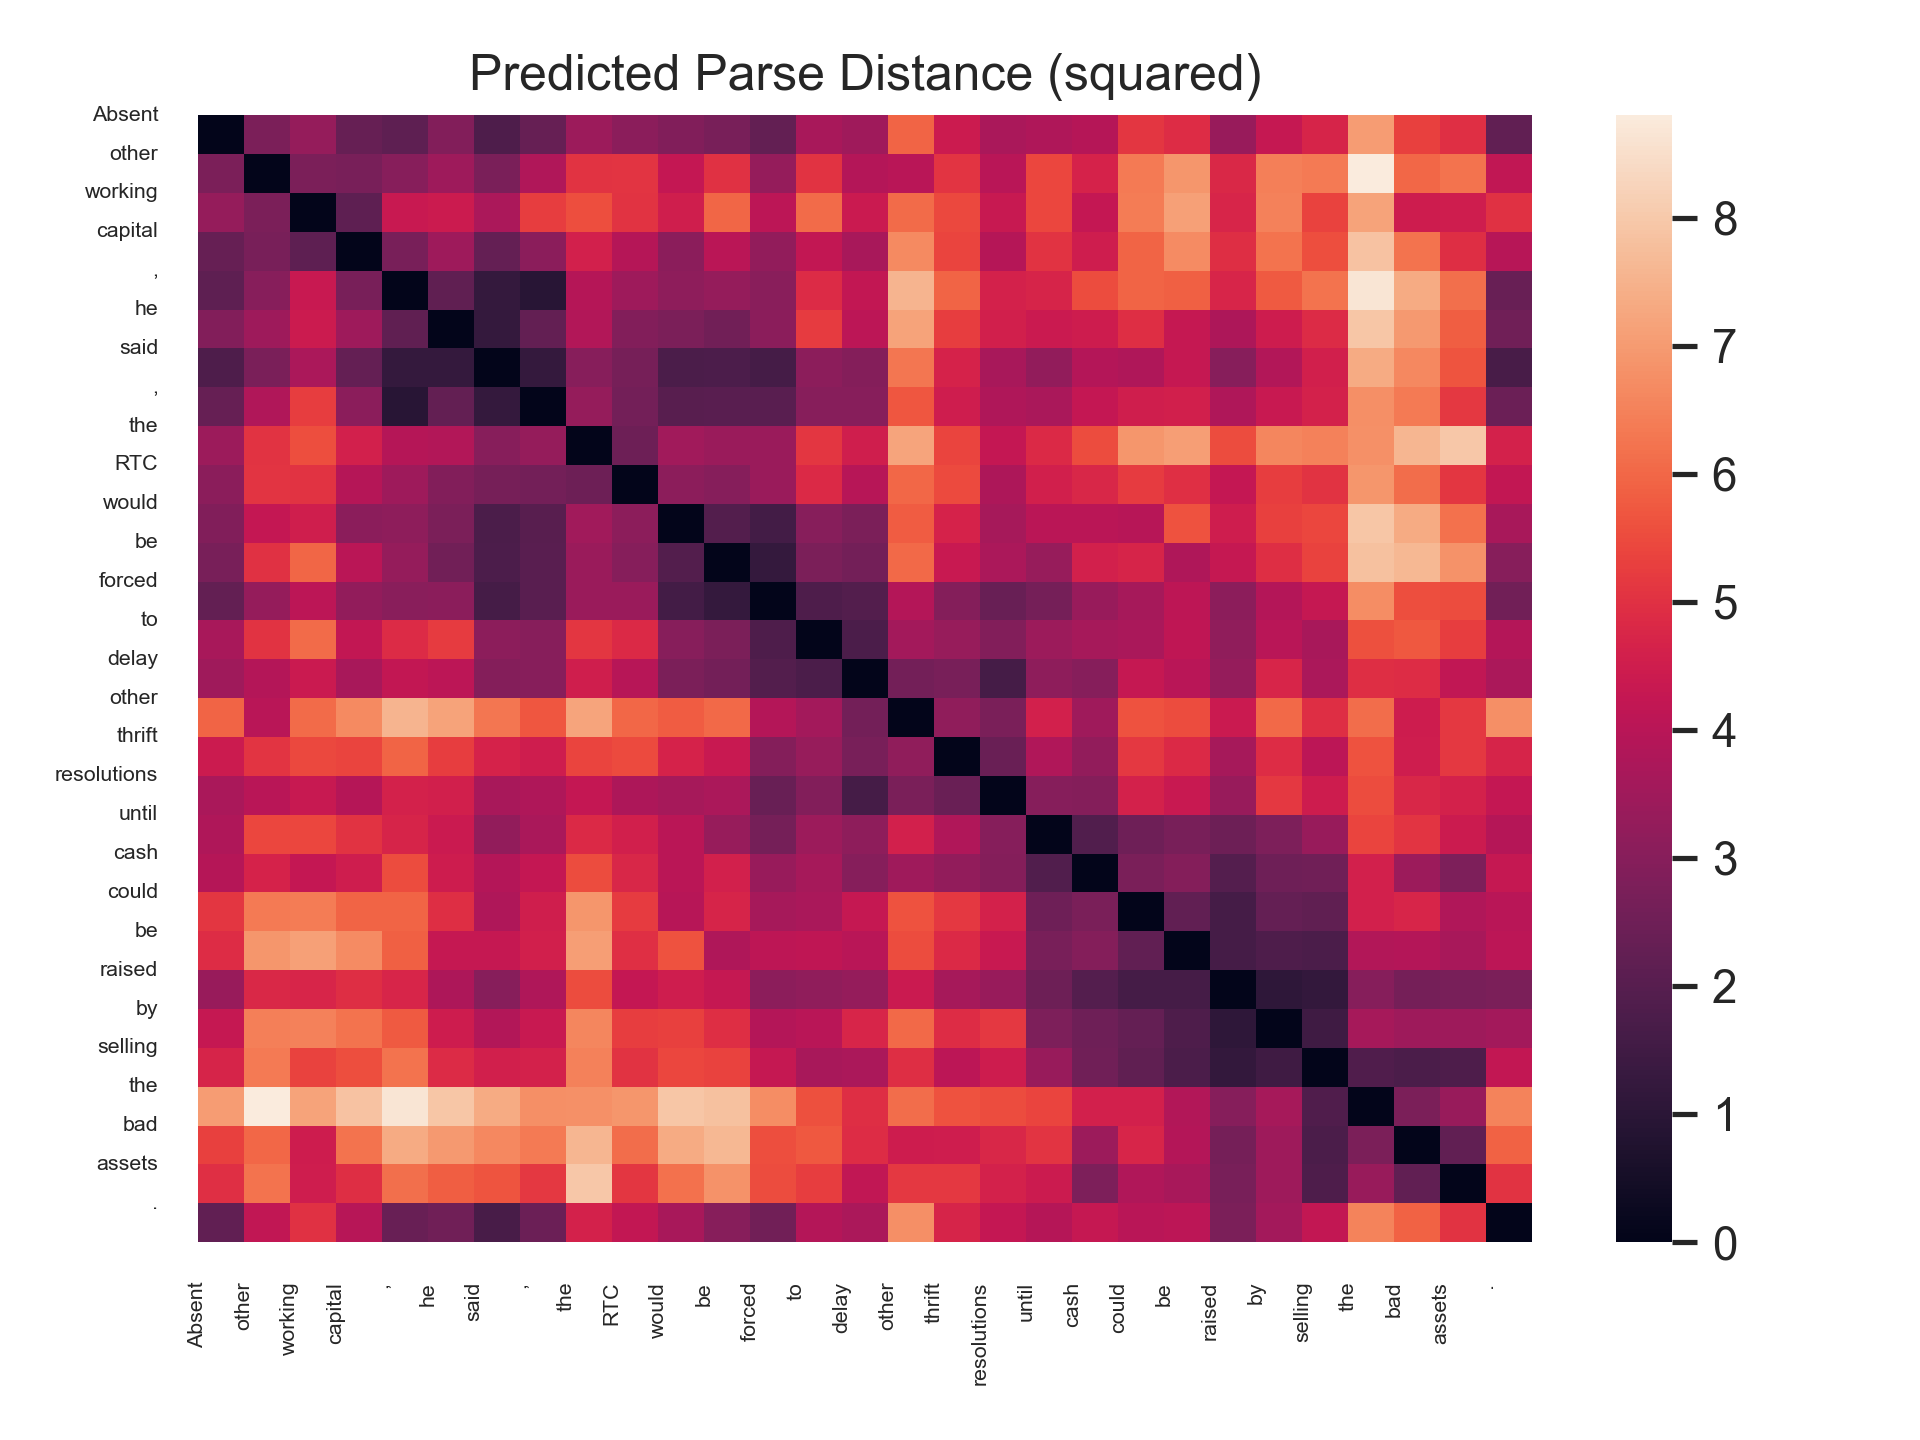 Predicted Parse Distance (squared)
Absent
other
working
capital
,
he
said
,
the
RTC
would
be
forced
to
delay
other
thrift
resolutions
until
cash
could
be
raised
by
selling
the
bad
assets
.
8
7
6
5
4
3
2
1
0
Absent
other
working
capital
,
he
said
,
the
RTC
would
be
forced
to
delay
other
thrift
resolutions
until
cash
could
be
raised
by
selling
the
bad
assets
.